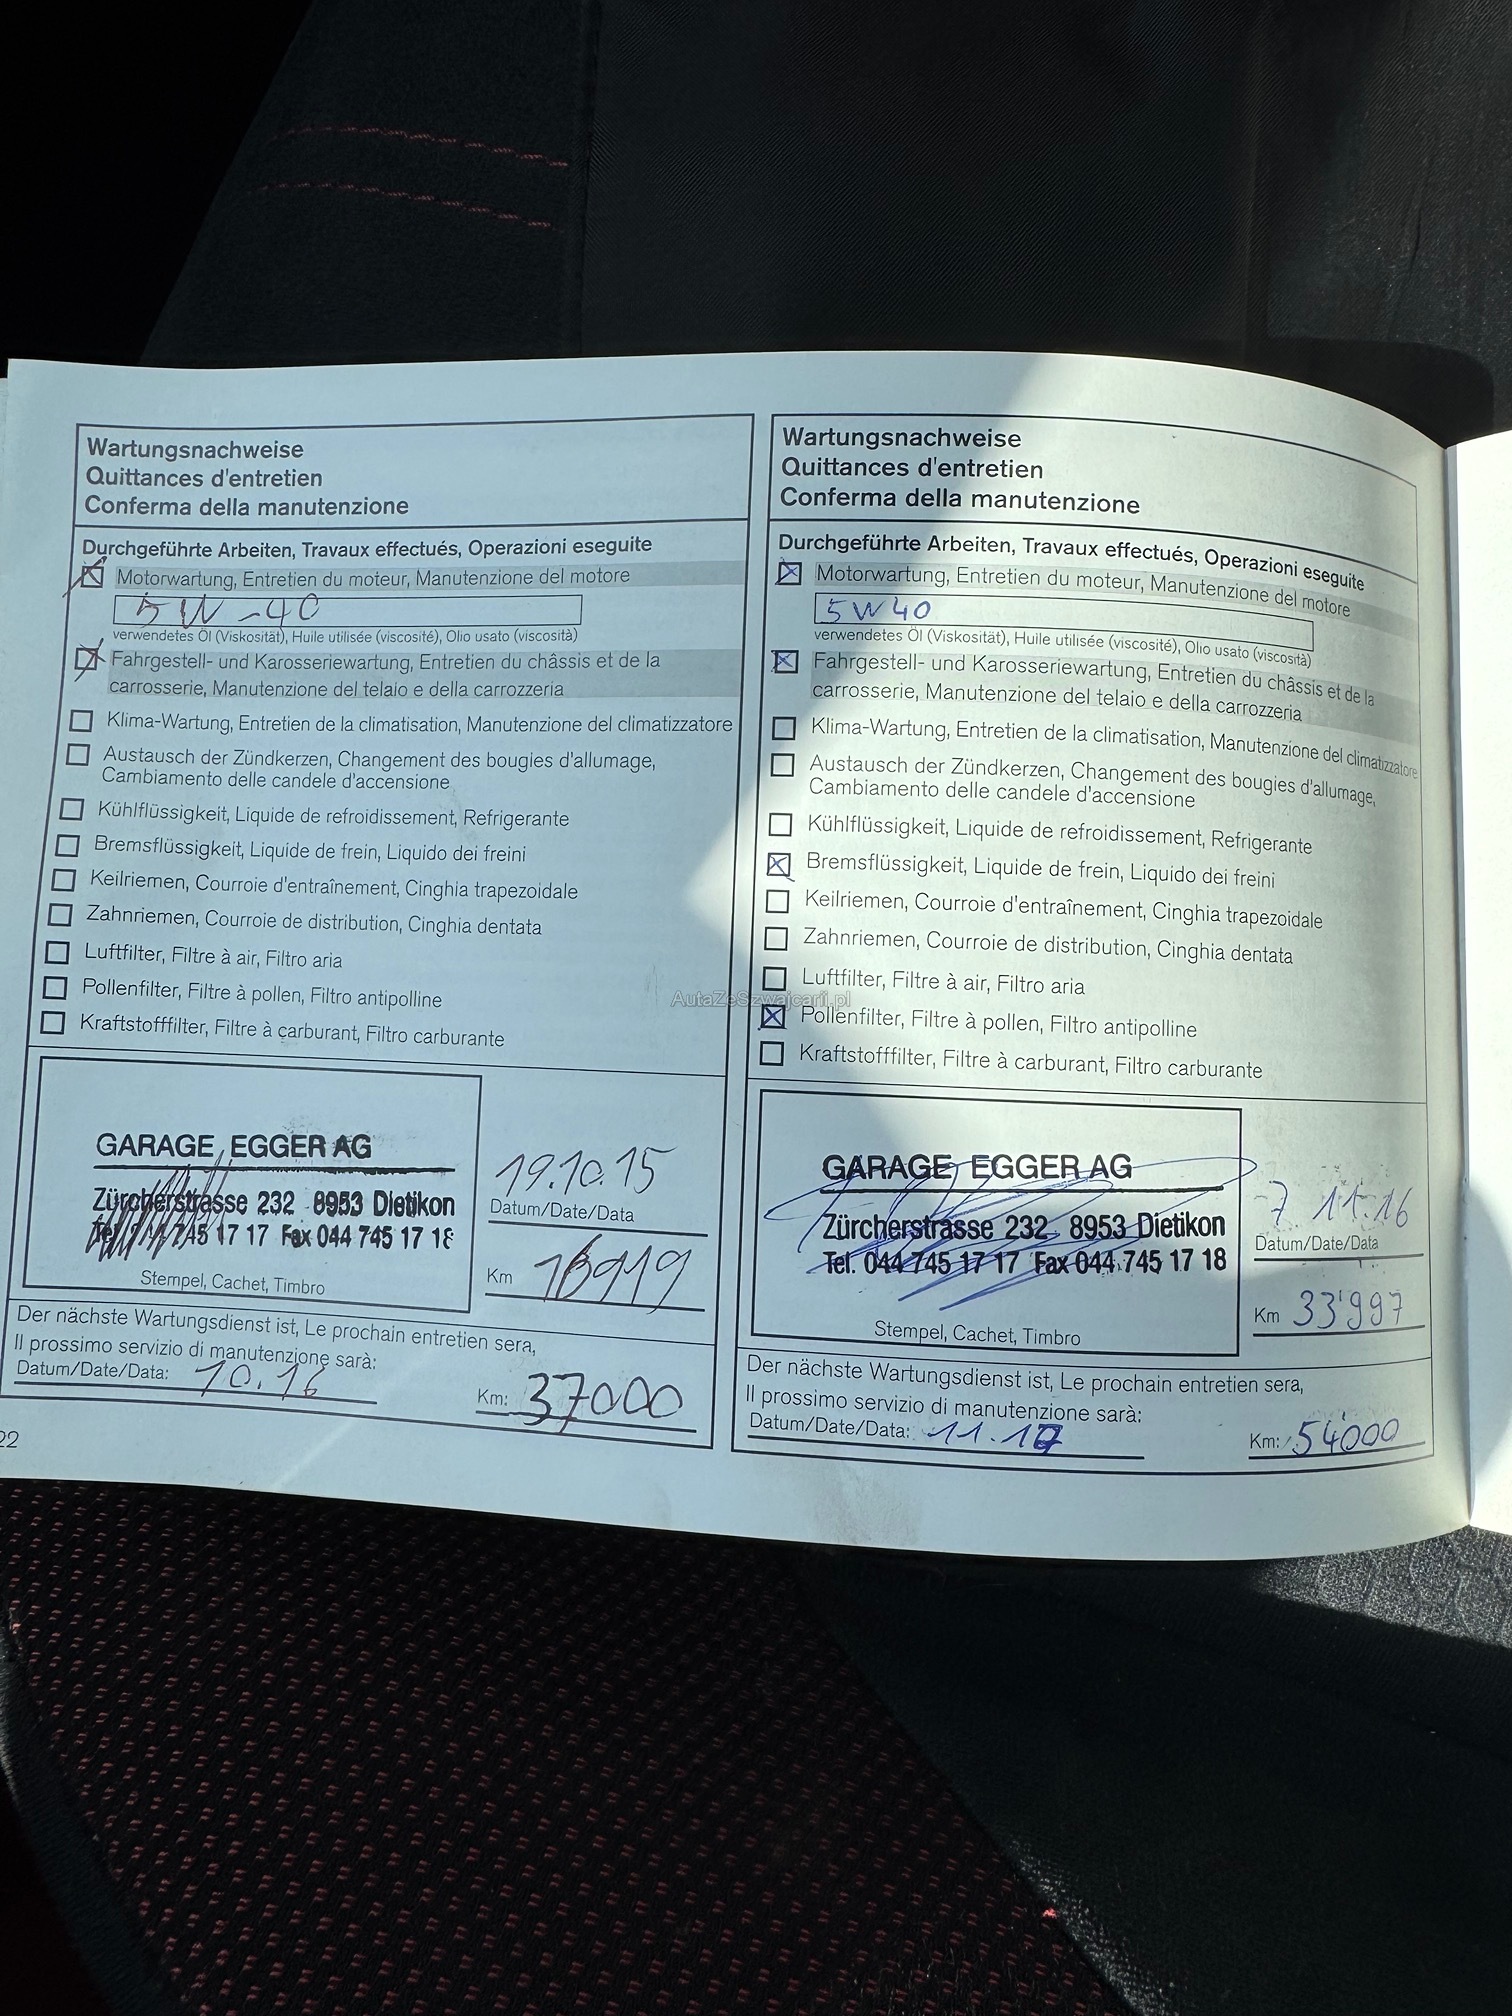 Wartungsnachweise
Quittances d'entretien
Conferma della manutenzione
Durchgeführte Arbeiten, Travaux effectués, Operazioni eseguite
Motorwartung, Entretien du moteur, Manutenzione del motore
5W-40
verwendetes Öl (Viskosität), Huile utilisée (viscosité), Olio usato (viscosità)
Fahrgestell- und Karosseriewartung, Entretien du châssis et de la
carrosserie, Manutenzione del telaio e della carrozzeria
Klima-Wartung, Entretien de la climatisation, Manutenzione del climatizzatore
Austausch der Zündkerzen, Changement des bougies d'allumage,
Cambiamento delle candele d'accensione
Kühlflüssigkeit, Liquide de refroidissement, Refrigerante
Bremsflüssigkeit, Liquide de frein, Liquido dei freini
Keilriemen, Courroie d'entraînement, Cinghia trapezoidale
Zahnriemen, Courroie de distribution, Cinghia dentata
Luftfilter, Filtre à air, Filtro aria
Pollenfilter, Filtre à pollen, Filtro antipolline
Kraftstofffilter, Filtre à carburant, Filtro carburante
GARAGE EGGER AG
Zürcherstrasse 232 8953 Dietikon
Tel. 044 745 17 17 Fax 044 745 17 18
Stempel, Cachet, Timbro
19.10.15
Datum/Date/Data
Km
Der nächste Wartungsdienst ist, Le prochain entretien sera,
Il prossimo servizio di manutenzione sarà:
Datum/Date/Data: 10.16
Km: 37000
22
Wartungsnachweise
Quittances d'entretien
Conferma della manutenzione
Durchgeführte Arbeiten, Travaux effectués, Operazioni eseguite
Motorwartung, Entretien du moteur, Manutenzione del motore
5W40
verwendetes Öl (Viskosität), Huile utilisée (viscosité), Olio usato (viscosità)
Fahrgestell- und Karosseriewartung, Entretien du châssis et de la
carrosserie, Manutenzione del telaio e della carrozzeria
Klima-Wartung, Entretien de la climatisation, Manutenzione del climatizzatore
Austausch der Zündkerzen, Changement des bougies d'allumage,
Cambiamento delle candele d'accensione
Kühlflüssigkeit, Liquide de refroidissement, Refrigerante
Bremsflüssigkeit, Liquide de frein, Liquido dei freini
Keilriemen, Courroie d'entraînement, Cinghia trapezoidale
Zahnriemen, Courroie de distribution, Cinghia dentata
Luftfilter, Filtre à air, Filtro aria
Pollenfilter, Filtre à pollen, Filtro antipolline
Kraftstofffilter, Filtre à carburant, Filtro carburante
GARAGE EGGER AG
Zürcherstrasse 232 8953 Dietikon
Tel. 044 745 17 17 Fax 044 745 17 18
Stempel, Cachet, Timbro
7 11.16
Datum/Date/Data
Km 33'997
Der nächste Wartungsdienst ist, Le prochain entretien sera,
Il prossimo servizio di manutenzione sarà:
Datum/Date/Data: 11.17
Km: 54'000
AutaZeSzwajcarii.pl